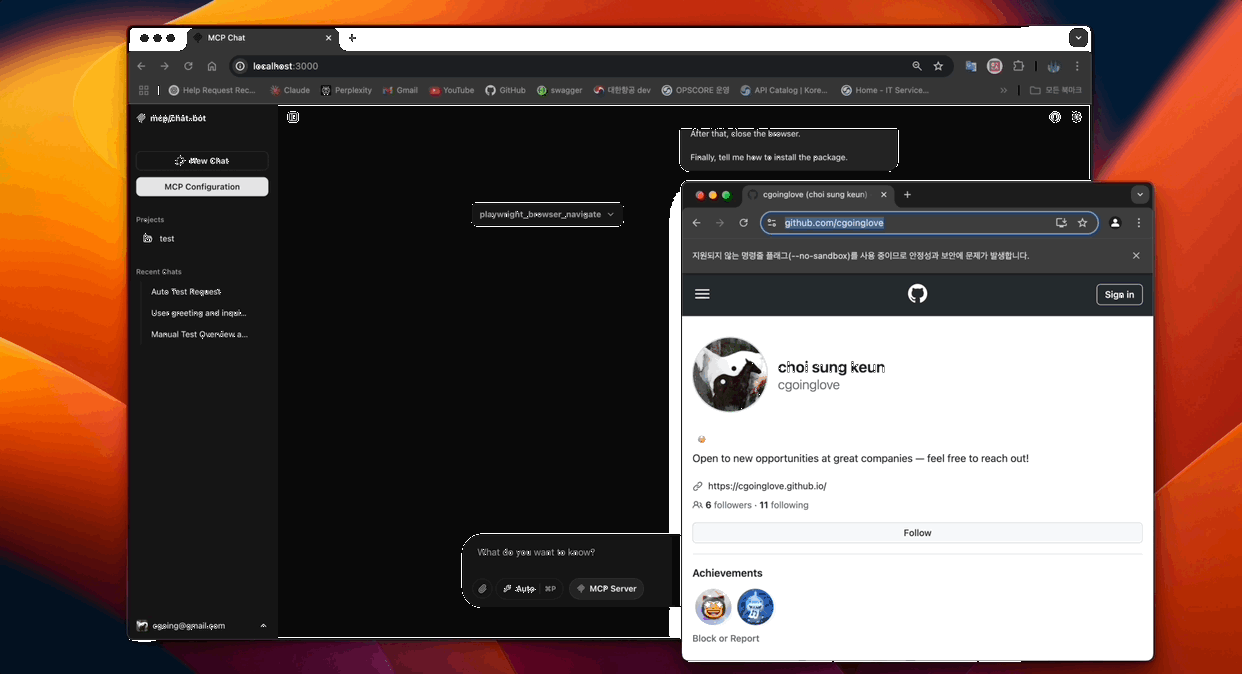 MCP Chat
localhost:3000
Help Request Rec...
Claude
Perplexity
Gmail
YouTube
GitHub
swagger
대한항공 dev
OPSCORE 운영
API Catalog | Kore...
Home - IT Service...
모든 북마크
mcp/chat-bot
New Chat
MCP Configuration
Projects
test
Recent Chats
Auto Test Request
User greeting and inqui...
Manual Test Overview a...
cgoing@gmail.com
After that, close the browser.
Finally, tell me how to install the package.
playwright_browser_navigate
What do you want to know?
Auto
⌘P
MCP Server
cgoinglove (choi sung keun)
github.com/cgoinglove
지원되지 않는 명령줄 플래그(--no-sandbox)를 사용 중이므로 안정성과 보안에 문제가 발생합니다.
Sign in
choi sung keun
cgoinglove
Open to new opportunities at great companies — feel free to reach out!
https://cgoinglove.github.io/
6 followers · 11 following
Follow
Achievements
Block or Report